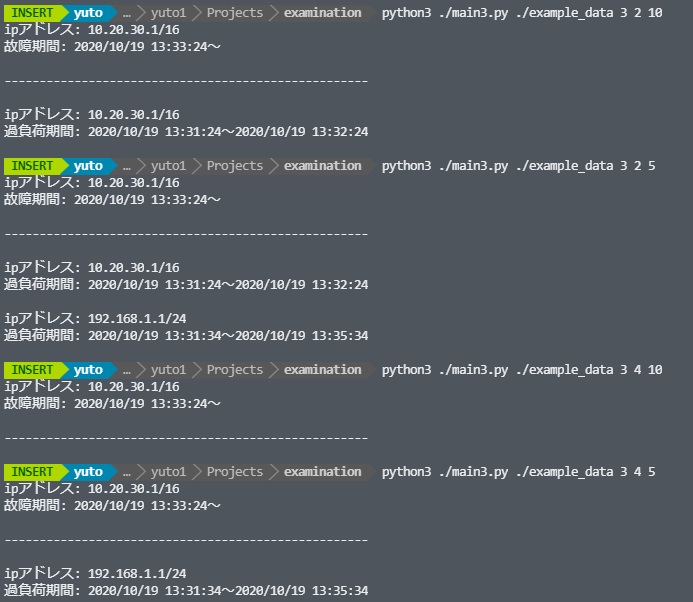 INSERT yuto … yuto1 Projects examination python3 ./main3.py ./example_data 3 2 10
ipアドレス: 10.20.30.1/16
故障期間: 2020/10/19 13:33:24〜

----------------------------------------------------

ipアドレス: 10.20.30.1/16
過負荷期間: 2020/10/19 13:31:24〜2020/10/19 13:32:24

INSERT yuto … yuto1 Projects examination python3 ./main3.py ./example_data 3 2 5
ipアドレス: 10.20.30.1/16
故障期間: 2020/10/19 13:33:24〜

----------------------------------------------------

ipアドレス: 10.20.30.1/16
過負荷期間: 2020/10/19 13:31:24〜2020/10/19 13:32:24

ipアドレス: 192.168.1.1/24
過負荷期間: 2020/10/19 13:31:34〜2020/10/19 13:35:34

INSERT yuto … yuto1 Projects examination python3 ./main3.py ./example_data 3 4 10
ipアドレス: 10.20.30.1/16
故障期間: 2020/10/19 13:33:24〜

----------------------------------------------------

INSERT yuto … yuto1 Projects examination python3 ./main3.py ./example_data 3 4 5
ipアドレス: 10.20.30.1/16
故障期間: 2020/10/19 13:33:24〜

----------------------------------------------------

ipアドレス: 192.168.1.1/24
過負荷期間: 2020/10/19 13:31:34〜2020/10/19 13:35:34